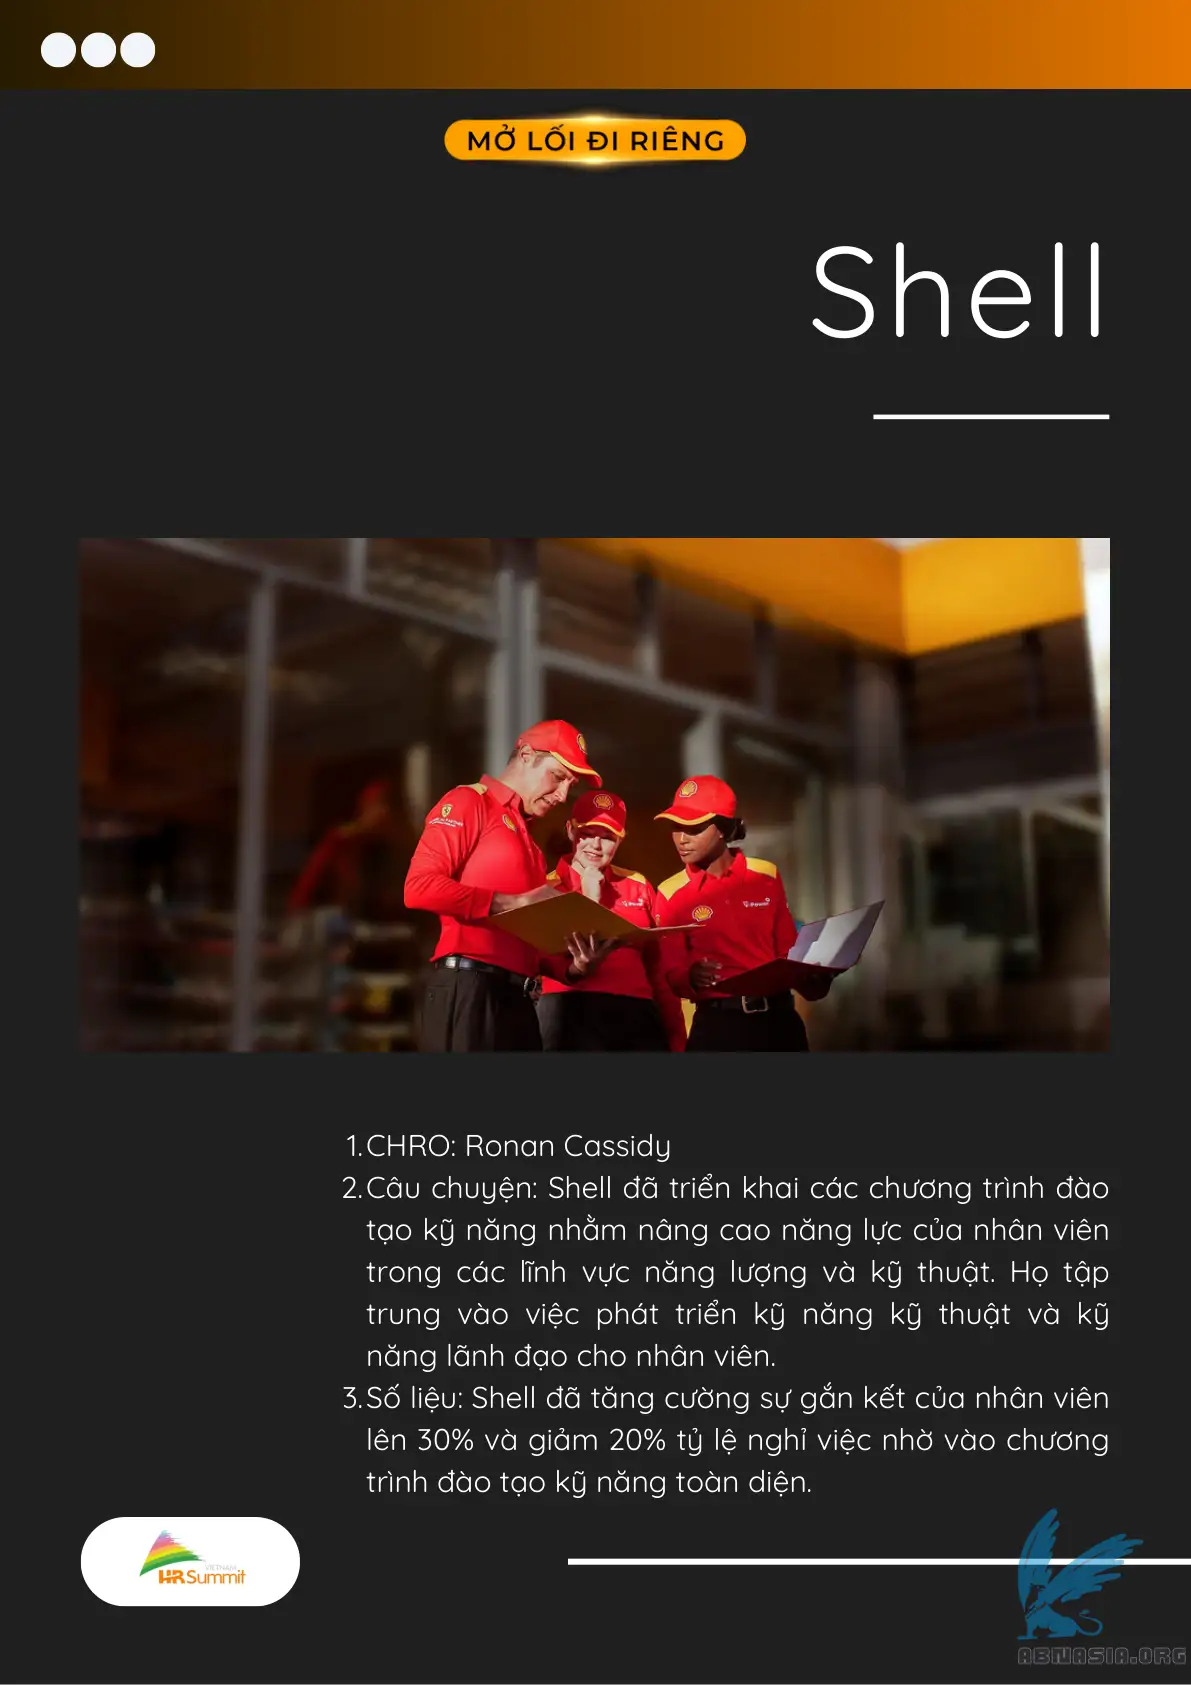 MỞ LỐI ĐI RIÊNG
Shell
1. CHRO: Ronan Cassidy
2. Câu chuyện: Shell đã triển khai các chương trình đào
tạo kỹ năng nhằm nâng cao năng lực của nhân viên
trong các lĩnh vực năng lượng và kỹ thuật. Họ tập
trung vào việc phát triển kỹ năng kỹ thuật và kỹ
năng lãnh đạo cho nhân viên.
3. Số liệu: Shell đã tăng cường sự gắn kết của nhân viên
lên 30% và giảm 20% tỷ lệ nghỉ việc nhờ vào chương
trình đào tạo kỹ năng toàn diện.
VIETNAM
HR Summit
ABNASIA.ORG